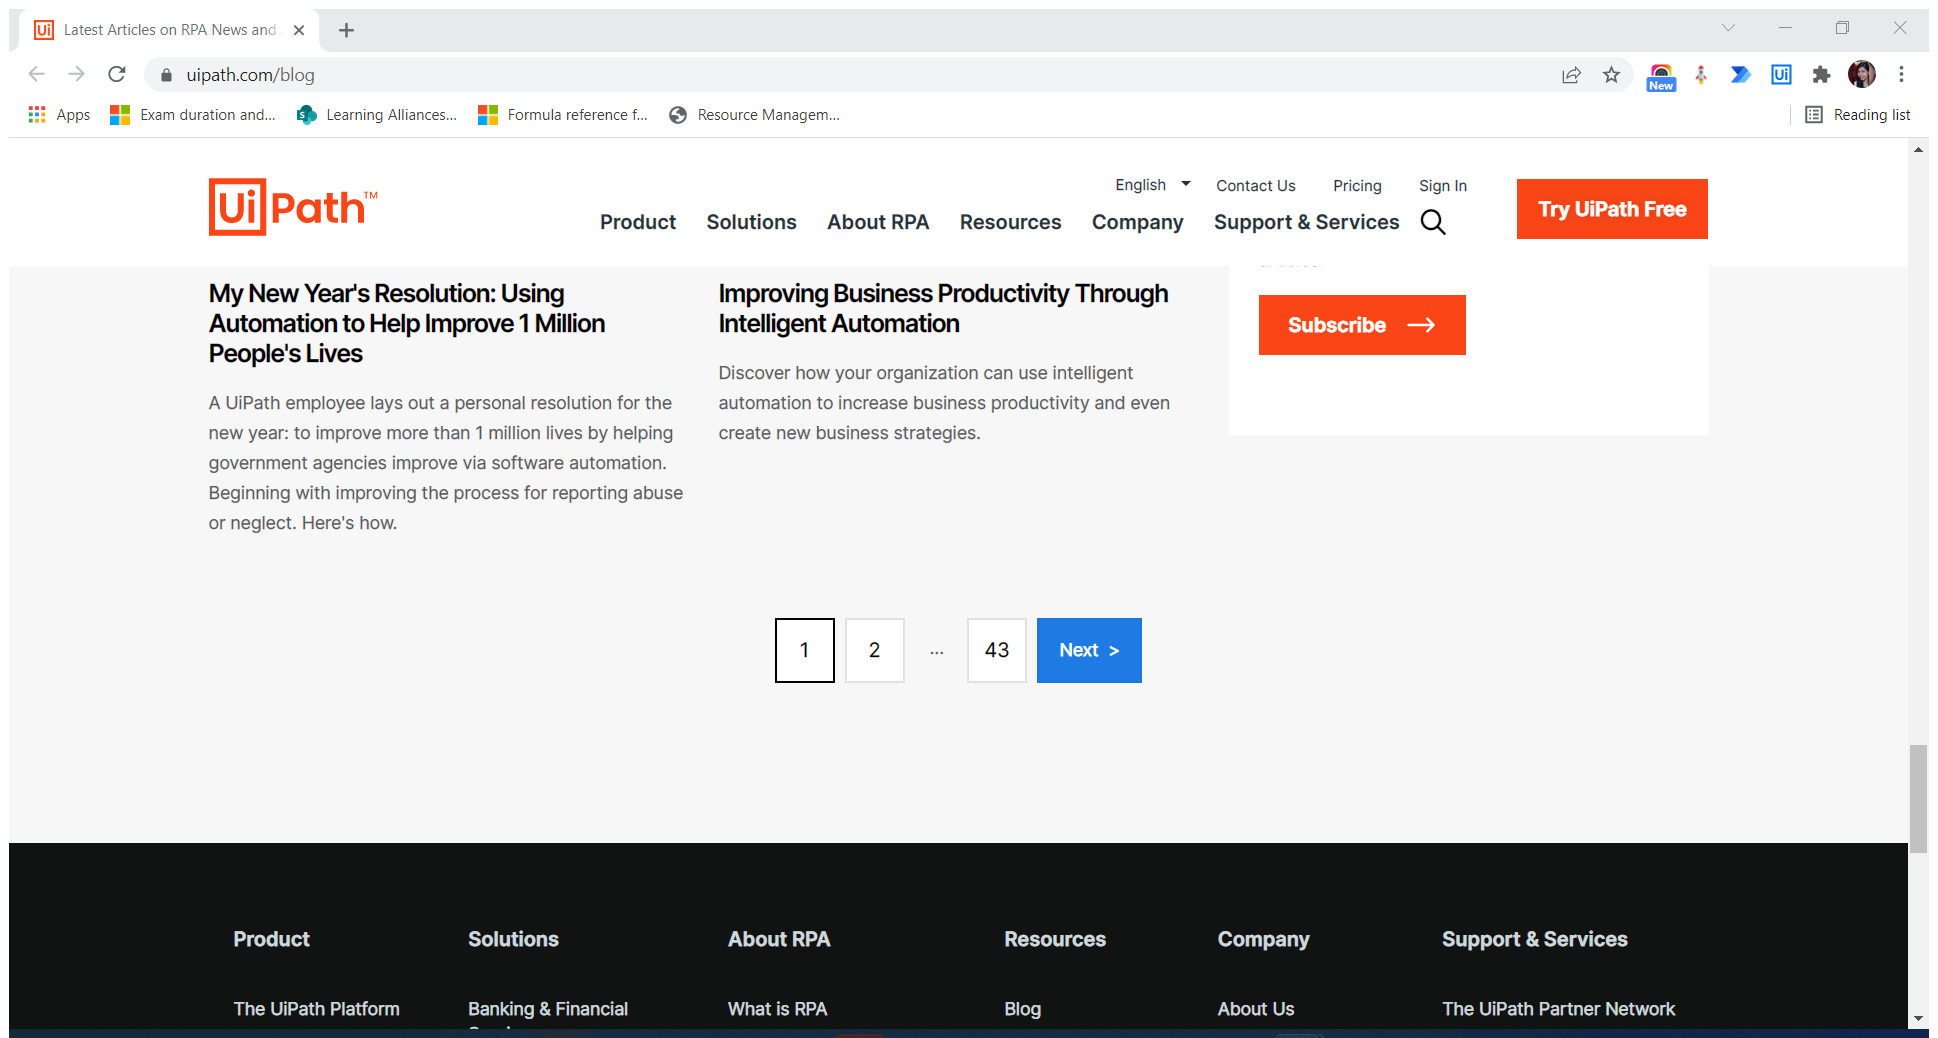 Latest Articles on RPA News and
uipath.com/blog
New
Ui
Apps
Exam duration and...
Learning Alliances...
Formula reference f...
Resource Managem...
Reading list
UiPath™
English
Contact Us
Pricing
Sign In
Product
Solutions
About RPA
Resources
Company
Support & Services
Try UiPath Free
My New Year's Resolution: Using
Automation to Help Improve 1 Million
People's Lives
A UiPath employee lays out a personal resolution for the
new year: to improve more than 1 million lives by helping
government agencies improve via software automation.
Beginning with improving the process for reporting abuse
or neglect. Here's how.
Improving Business Productivity Through
Intelligent Automation
Discover how your organization can use intelligent
automation to increase business productivity and even
create new business strategies.
Subscribe →
1 2 ... 43 Next >
Product
Solutions
About RPA
Resources
Company
Support & Services
The UiPath Platform
Banking & Financial
What is RPA
Blog
About Us
The UiPath Partner Network